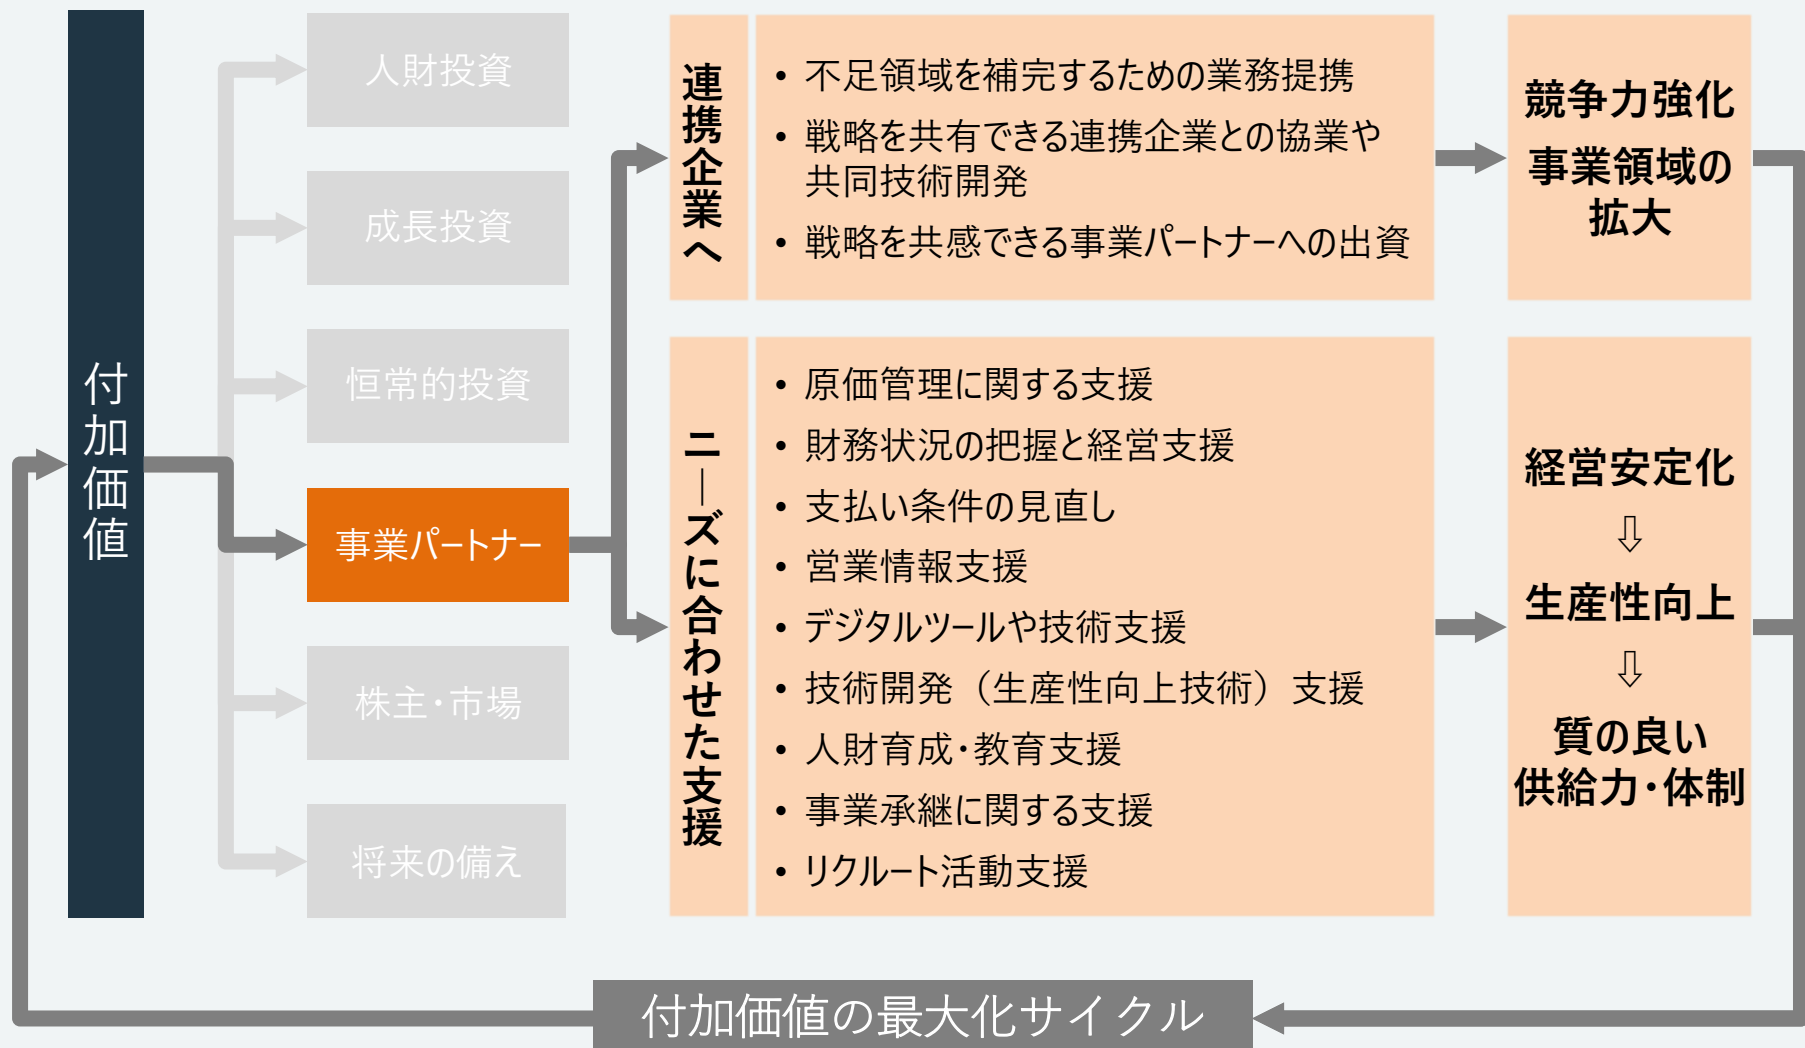 付加価値
人財投資
成長投資
恒常的投資
事業パートナー
株主・市場
将来の備え
連携企業へ
• 不足領域を補完するための業務提携
• 戦略を共有できる連携企業との協業や
共同技術開発
• 戦略を共感できる事業パートナーへの出資
競争力強化
事業領域の
拡大
ニーズに合わせた支援
• 原価管理に関する支援
• 財務状況の把握と経営支援
• 支払い条件の見直し
• 営業情報支援
• デジタルツールや技術支援
• 技術開発（生産性向上技術）支援
• 人財育成・教育支援
• 事業承継に関する支援
• リクルート活動支援
経営安定化
⇩
生産性向上
⇩
質の良い
供給力・体制
付加価値の最大化サイクル